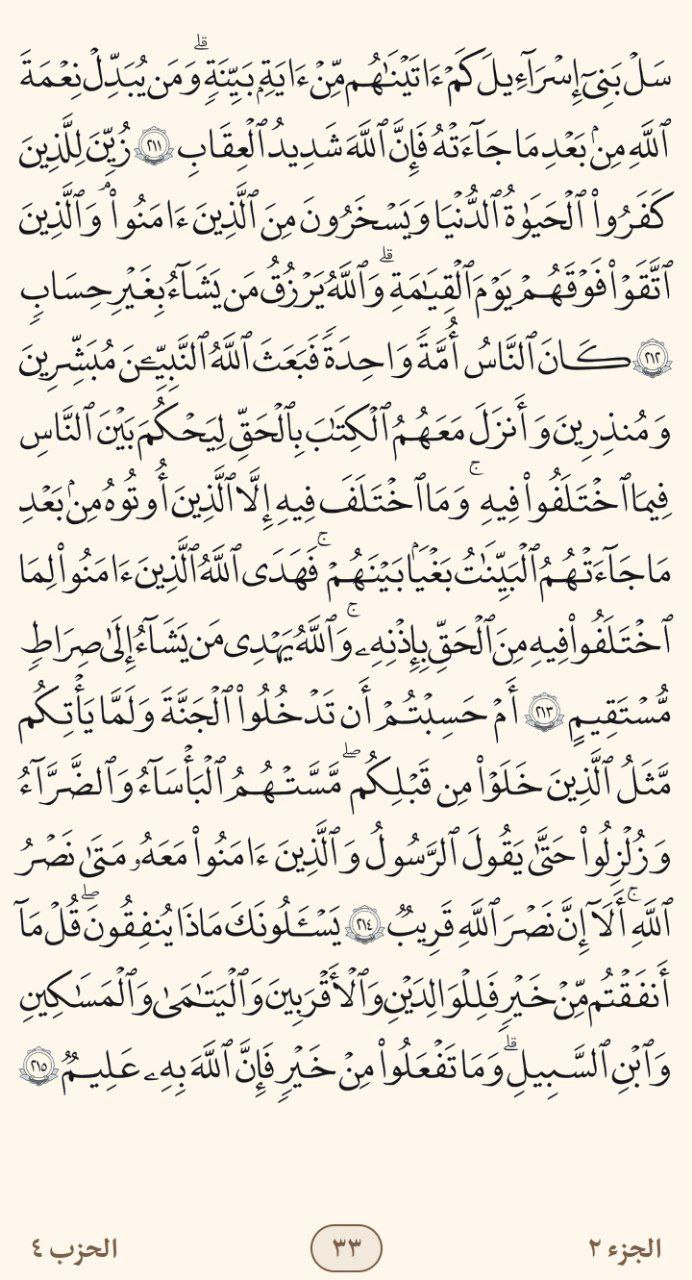 سَلْ بَنِىٓ إِسْرَٰٓءِيلَ كَمْ ءَاتَيْنَٰهُم مِّنْ ءَايَةٍۭ بَيِّنَةٍۗ وَمَن يُبَدِّلْ نِعْمَةَ
ٱللَّهِ مِنۢ بَعْدِ مَا جَآءَتْهُ فَإِنَّ ٱللَّهَ شَدِيدُ ٱلْعِقَابِ ٢١١ زُيِّنَ لِلَّذِينَ
كَفَرُوا۟ ٱلْحَيَوٰةُ ٱلدُّنْيَا وَيَسْخَرُونَ مِنَ ٱلَّذِينَ ءَامَنُوا۟ۘ وَٱلَّذِينَ
ٱتَّقَوْا۟ فَوْقَهُمْ يَوْمَ ٱلْقِيَٰمَةِۗ وَٱللَّهُ يَرْزُقُ مَن يَشَآءُ بِغَيْرِ حِسَابٍ
٢١٢ كَانَ ٱلنَّاسُ أُمَّةً وَٰحِدَةً فَبَعَثَ ٱللَّهُ ٱلنَّبِيِّـۧنَ مُبَشِّرِينَ
وَمُنذِرِينَ وَأَنزَلَ مَعَهُمُ ٱلْكِتَٰبَ بِٱلْحَقِّ لِيَحْكُمَ بَيْنَ ٱلنَّاسِ
فِيمَا ٱخْتَلَفُوا۟ فِيهِۚ وَمَا ٱخْتَلَفَ فِيهِ إِلَّا ٱلَّذِينَ أُوتُوهُ مِنۢ بَعْدِ
مَا جَآءَتْهُمُ ٱلْبَيِّنَٰتُ بَغْيًۢا بَيْنَهُمْۚ فَهَدَى ٱللَّهُ ٱلَّذِينَ ءَامَنُوا۟ لِمَا
ٱخْتَلَفُوا۟ فِيهِ مِنَ ٱلْحَقِّ بِإِذْنِهِۦۚ وَٱللَّهُ يَهْدِى مَن يَشَآءُ إِلَىٰ صِرَٰطٍ
مُّسْتَقِيمٍ ٢١٣ أَمْ حَسِبْتُمْ أَن تَدْخُلُوا۟ ٱلْجَنَّةَ وَلَمَّا يَأْتِكُم
مَّثَلُ ٱلَّذِينَ خَلَوْا۟ مِن قَبْلِكُمۖ مَّسَّتْهُمُ ٱلْبَأْسَآءُ وَٱلضَّرَّآءُ
وَزُلْزِلُوا۟ حَتَّىٰ يَقُولَ ٱلرَّسُولُ وَٱلَّذِينَ ءَامَنُوا۟ مَعَهُۥ مَتَىٰ نَصْرُ
ٱللَّهِۚ أَلَآ إِنَّ نَصْرَ ٱللَّهِ قَرِيبٌ ٢١٤ يَسْـَٔلُونَكَ مَاذَا يُنفِقُونَۖ قُلْ مَآ
أَنفَقْتُم مِّنْ خَيْرٍ فَلِلْوَٰلِدَيْنِ وَٱلْأَقْرَبِينَ وَٱلْيَتَٰمَىٰ وَٱلْمَسَٰكِينِ
وَٱبْنِ ٱلسَّبِيلِۗ وَمَا تَفْعَلُوا۟ مِنْ خَيْرٍ فَإِنَّ ٱللَّهَ بِهِۦ عَلِيمٌ ٢١٥
الجزء ٢
٣٣
الحزب ٤